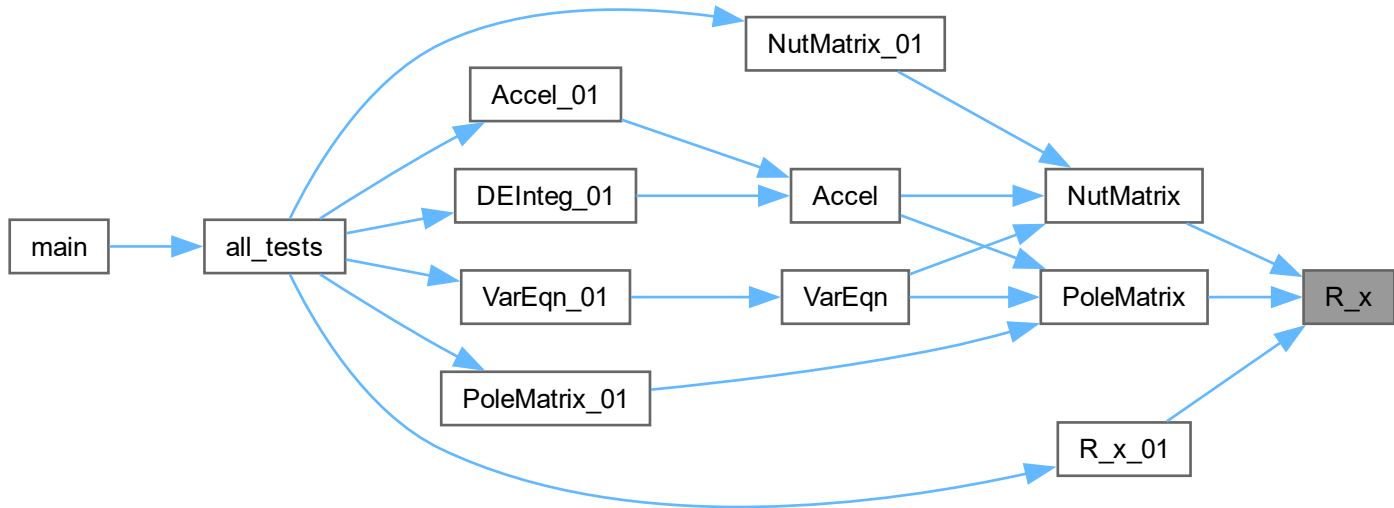 NutMatrix_01
Accel_01
DEInteg_01
Accel
NutMatrix
main
all_tests
VarEqn_01
VarEqn
PoleMatrix
R_x
PoleMatrix_01
R_x_01